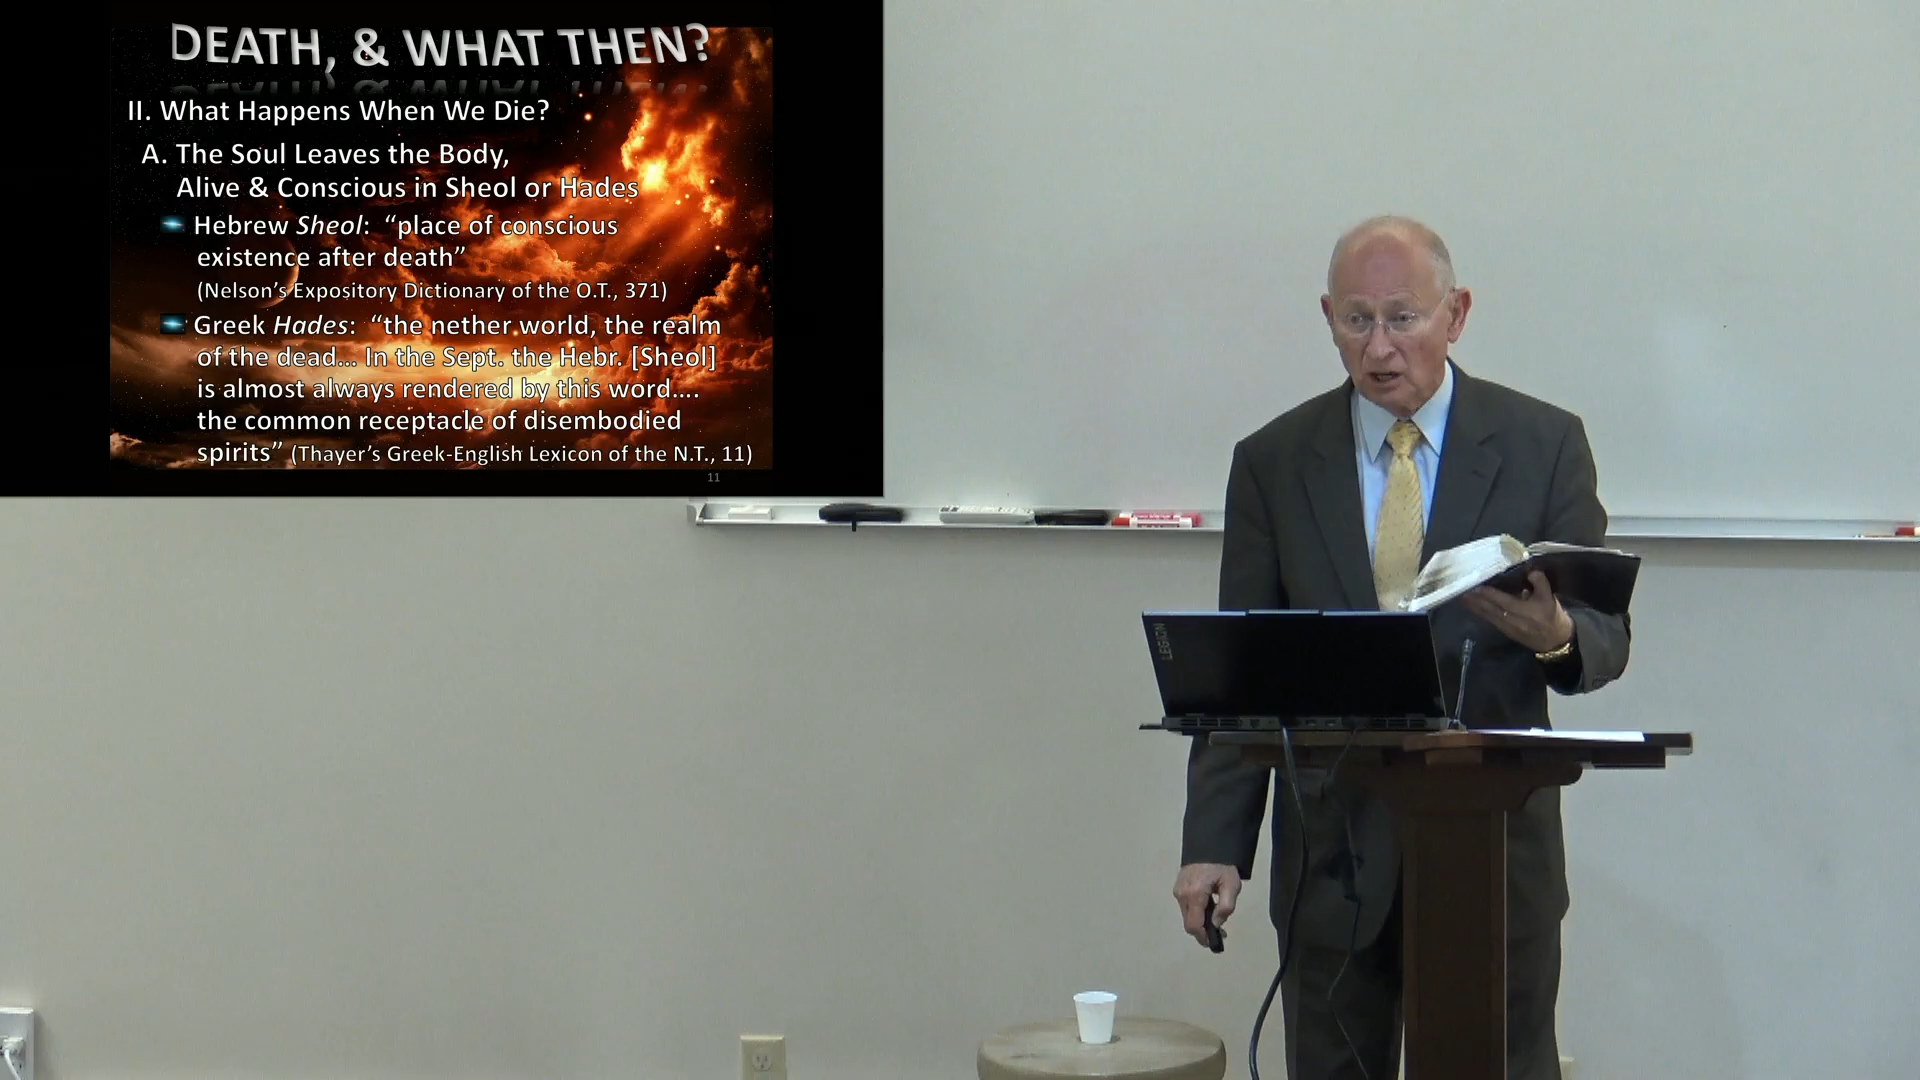 DEATH, & WHAT THEN?
II. What Happens When We Die?
A. The Soul Leaves the Body,
Alive & Conscious in Sheol or Hades
Hebrew Sheol: “place of conscious
existence after death”
(Nelson’s Expository Dictionary of the O.T., 371)
Greek Hades: “the nether world, the realm
of the dead… In the Sept. the Hebr. [Sheol]
is almost always rendered by this word….
the common receptacle of disembodied
spirits” (Thayer’s Greek-English Lexicon of the N.T., 11)
11
LEGION